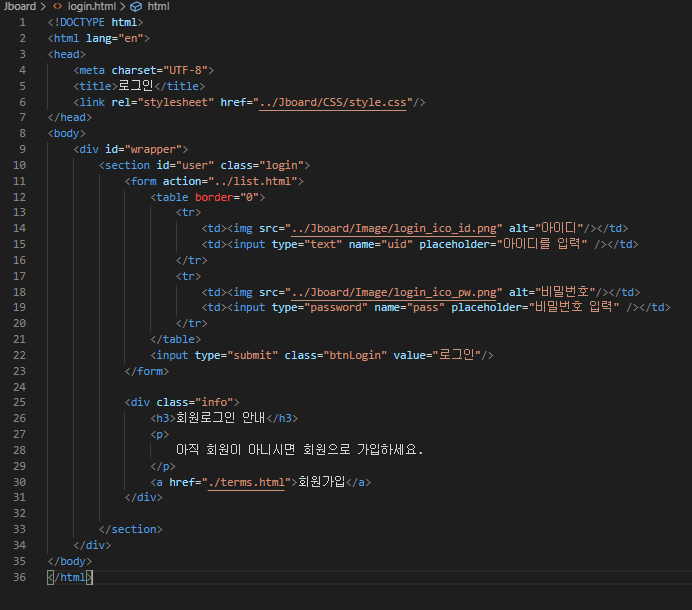 Jboard > login.html > html
1 <!DOCTYPE html>
2 <html lang="en">
3 <head>
4 <meta charset="UTF-8">
5 <title>로그인</title>
6 <link rel="stylesheet" href="../Jboard/CSS/style.css"/>
7 </head>
8 <body>
9 <div id="wrapper">
10 <section id="user" class="login">
11 <form action="../list.html">
12 <table border="0">
13 <tr>
14 <td><img src="../Jboard/Image/login_ico_id.png" alt="아이디"/></td>
15 <td><input type="text" name="uid" placeholder="아이디를 입력" /></td>
16 </tr>
17 <tr>
18 <td><img src="../Jboard/Image/login_ico_pw.png" alt="비밀번호"/></td>
19 <td><input type="password" name="pass" placeholder="비밀번호 입력" /></td>
20 </tr>
21 </table>
22 <input type="submit" class="btnLogin" value="로그인"/>
23 </form>
24
25 <div class="info">
26 <h3>회원로그인 안내</h3>
27 <p>
28 아직 회원이 아니시면 회원으로 가입하세요.
29 </p>
30 <a href="./terms.html">회원가입</a>
31 </div>
32
33 </section>
34 </div>
35 </body>
36 </html>